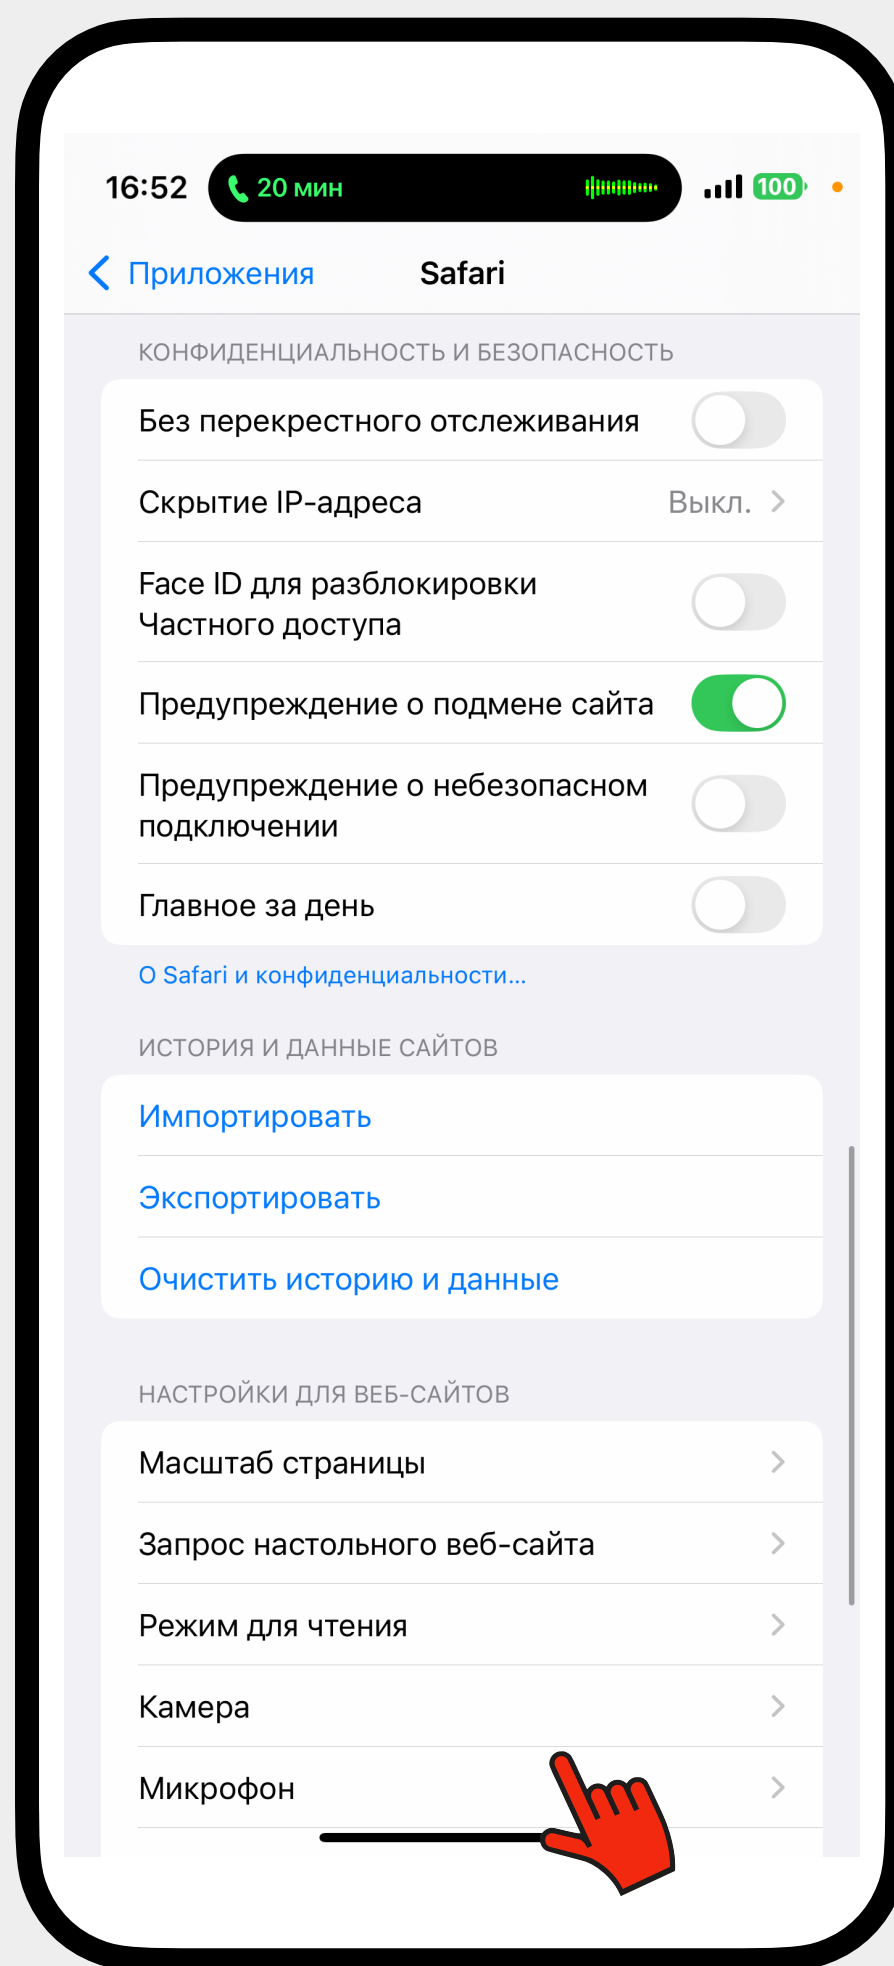 16:52 20 мин 100
Приложения Safari
КОНФИДЕНЦИАЛЬНОСТЬ И БЕЗОПАСНОСТЬ
Без перекрестного отслеживания
Скрытие IP-адреса Выкл.
Face ID для разблокировки
Частного доступа
Предупреждение о подмене сайта
Предупреждение о небезопасном
подключении
Главное за день
О Safari и конфиденциальности...
ИСТОРИЯ И ДАННЫЕ САЙТОВ
Импортировать
Экспортировать
Очистить историю и данные
НАСТРОЙКИ ДЛЯ ВЕБ-САЙТОВ
Масштаб страницы
Запрос настольного веб-сайта
Режим для чтения
Камера
Микрофон